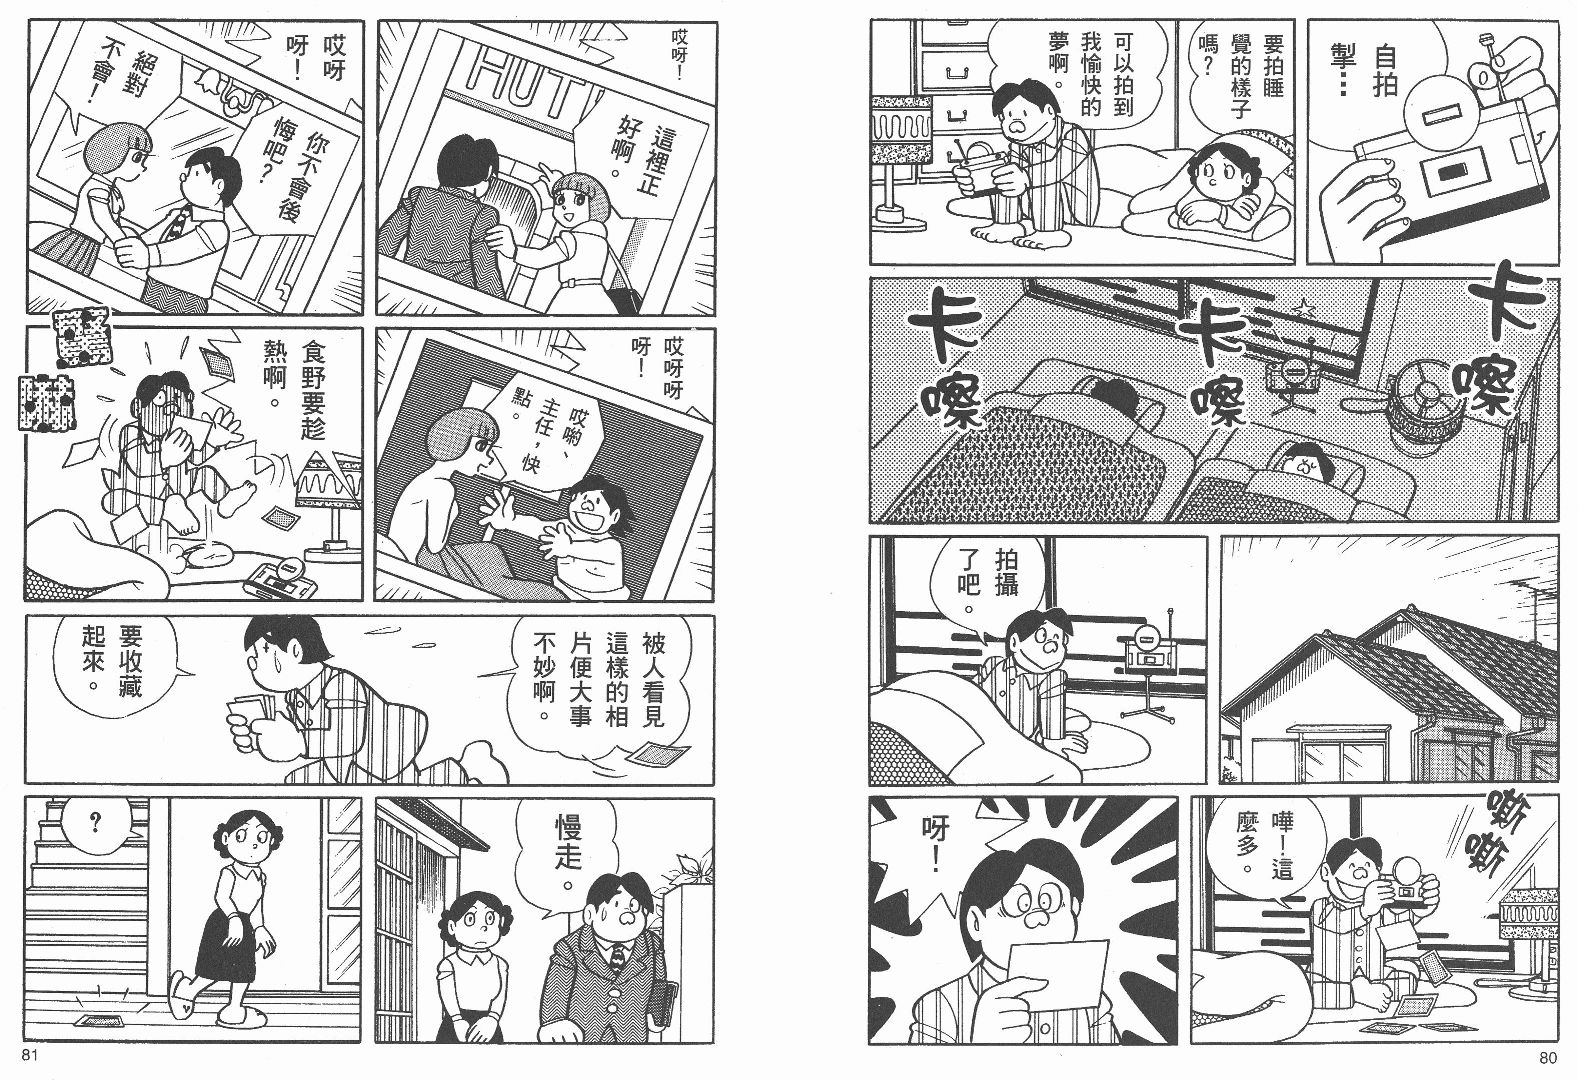 自拍
掣…
要拍睡
覺的樣子
嗎？
可以拍到
我愉快的
夢啊。
卡嚓
卡嚓
卡嚓
拍攝
了吧。
嘶嘶
嘩！這
麼多。
呀！
80
哎呀！
HUT
這裡正
好啊。
哎呀
呀！
你不會後
悔吧？
絕對
不會！
哎呀呀
呀！
哎喲、
主任，快
點。
食野要趁
熱啊。
被人看見
這樣的相
片便大事
不妙啊。
要收藏
起來。
慢走。
？
81